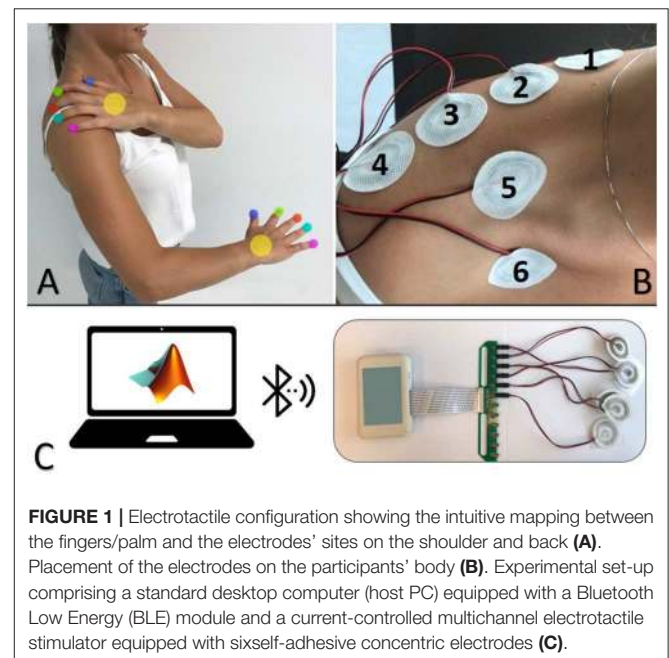 A
1
2
3
4
5
6
B
C
FIGURE 1 | Electrotactile configuration showing the intuitive mapping between
the fingers/palm and the electrodes' sites on the shoulder and back (A).
Placement of the electrodes on the participants' body (B). Experimental set-up
comprising a standard desktop computer (host PC) equipped with a Bluetooth
Low Energy (BLE) module and a current-controlled multichannel electrotactile
stimulator equipped with sixself-adhesive concentric electrodes (C).